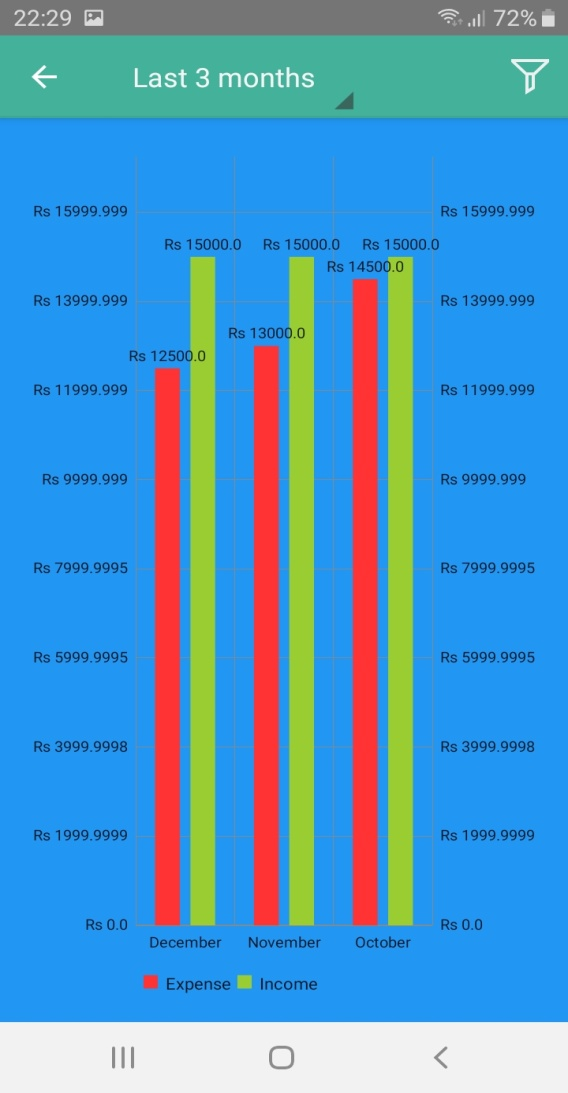 22:29 72%
Last 3 months
Rs 15999.999 Rs 15999.999
Rs 15000.0 Rs 15000.0 Rs 15000.0
Rs 14500.0
Rs 13999.999 Rs 13999.999
Rs 13000.0
Rs 12500.0
Rs 11999.999 Rs 11999.999
Rs 9999.999 Rs 9999.999
Rs 7999.9995 Rs 7999.9995
Rs 5999.9995 Rs 5999.9995
Rs 3999.9998 Rs 3999.9998
Rs 1999.9999 Rs 1999.9999
Rs 0.0 Rs 0.0
December November October
Expense Income